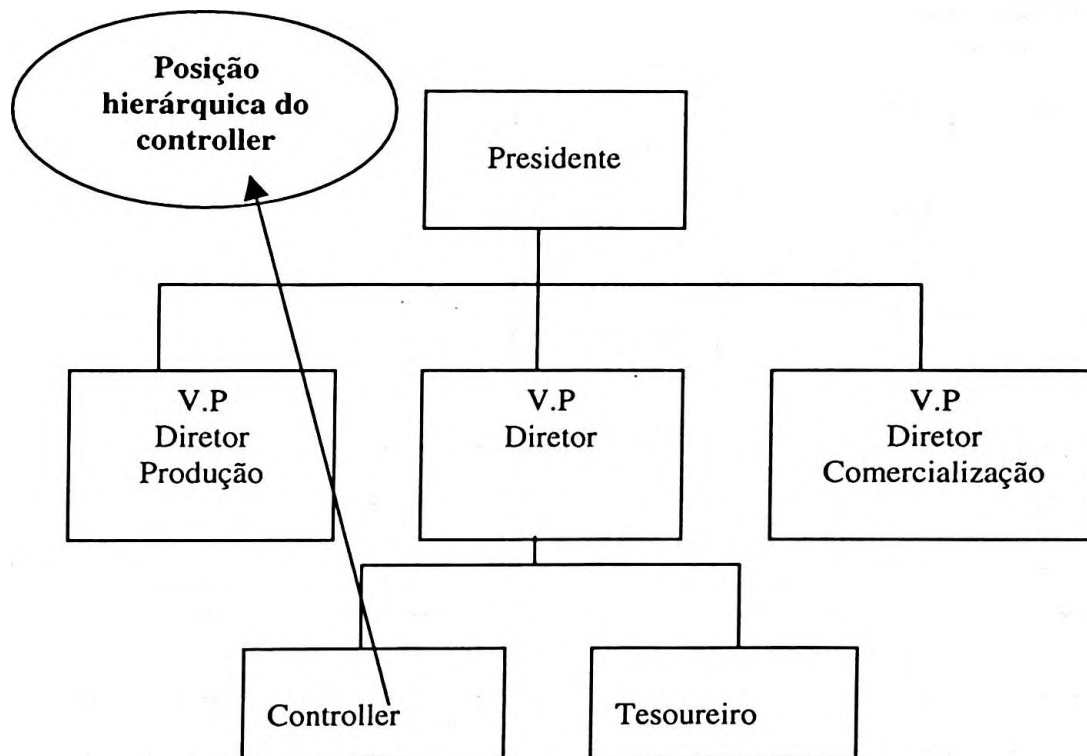 Posição
hierárquica do
controller
Presidente
V.P
Diretor
Produção
V.P
Diretor
V.P
Diretor
Comercialização
Controller
Tesoureiro